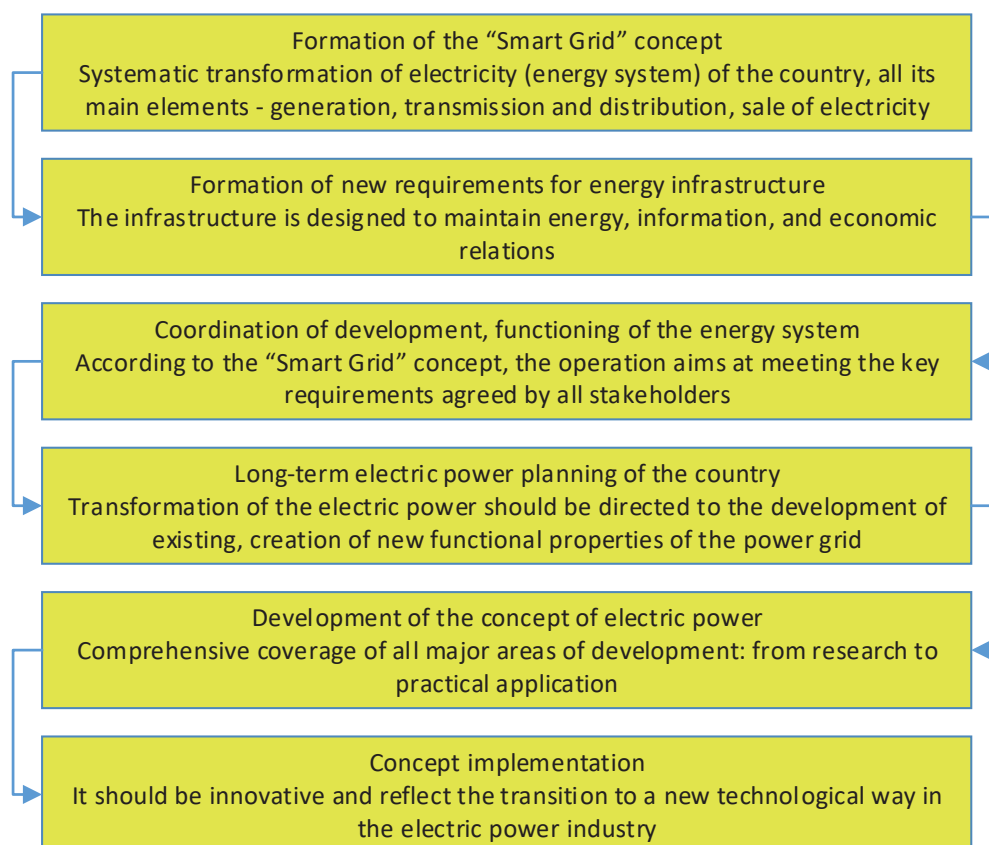 Formation of the “Smart Grid” concept
Systematic transformation of electricity (energy system) of the country, all its
main elements - generation, transmission and distribution, sale of electricity
Formation of new requirements for energy infrastructure
The infrastructure is designed to maintain energy, information, and economic
relations
Coordination of development, functioning of the energy system
According to the “Smart Grid” concept, the operation aims at meeting the key
requirements agreed by all stakeholders
Long-term electric power planning of the country
Transformation of the electric power should be directed to the development of
existing, creation of new functional properties of the power grid
Development of the concept of electric power
Comprehensive coverage of all major areas of development: from research to
practical application
Concept implementation
It should be innovative and reflect the transition to a new technological way in
the electric power industry